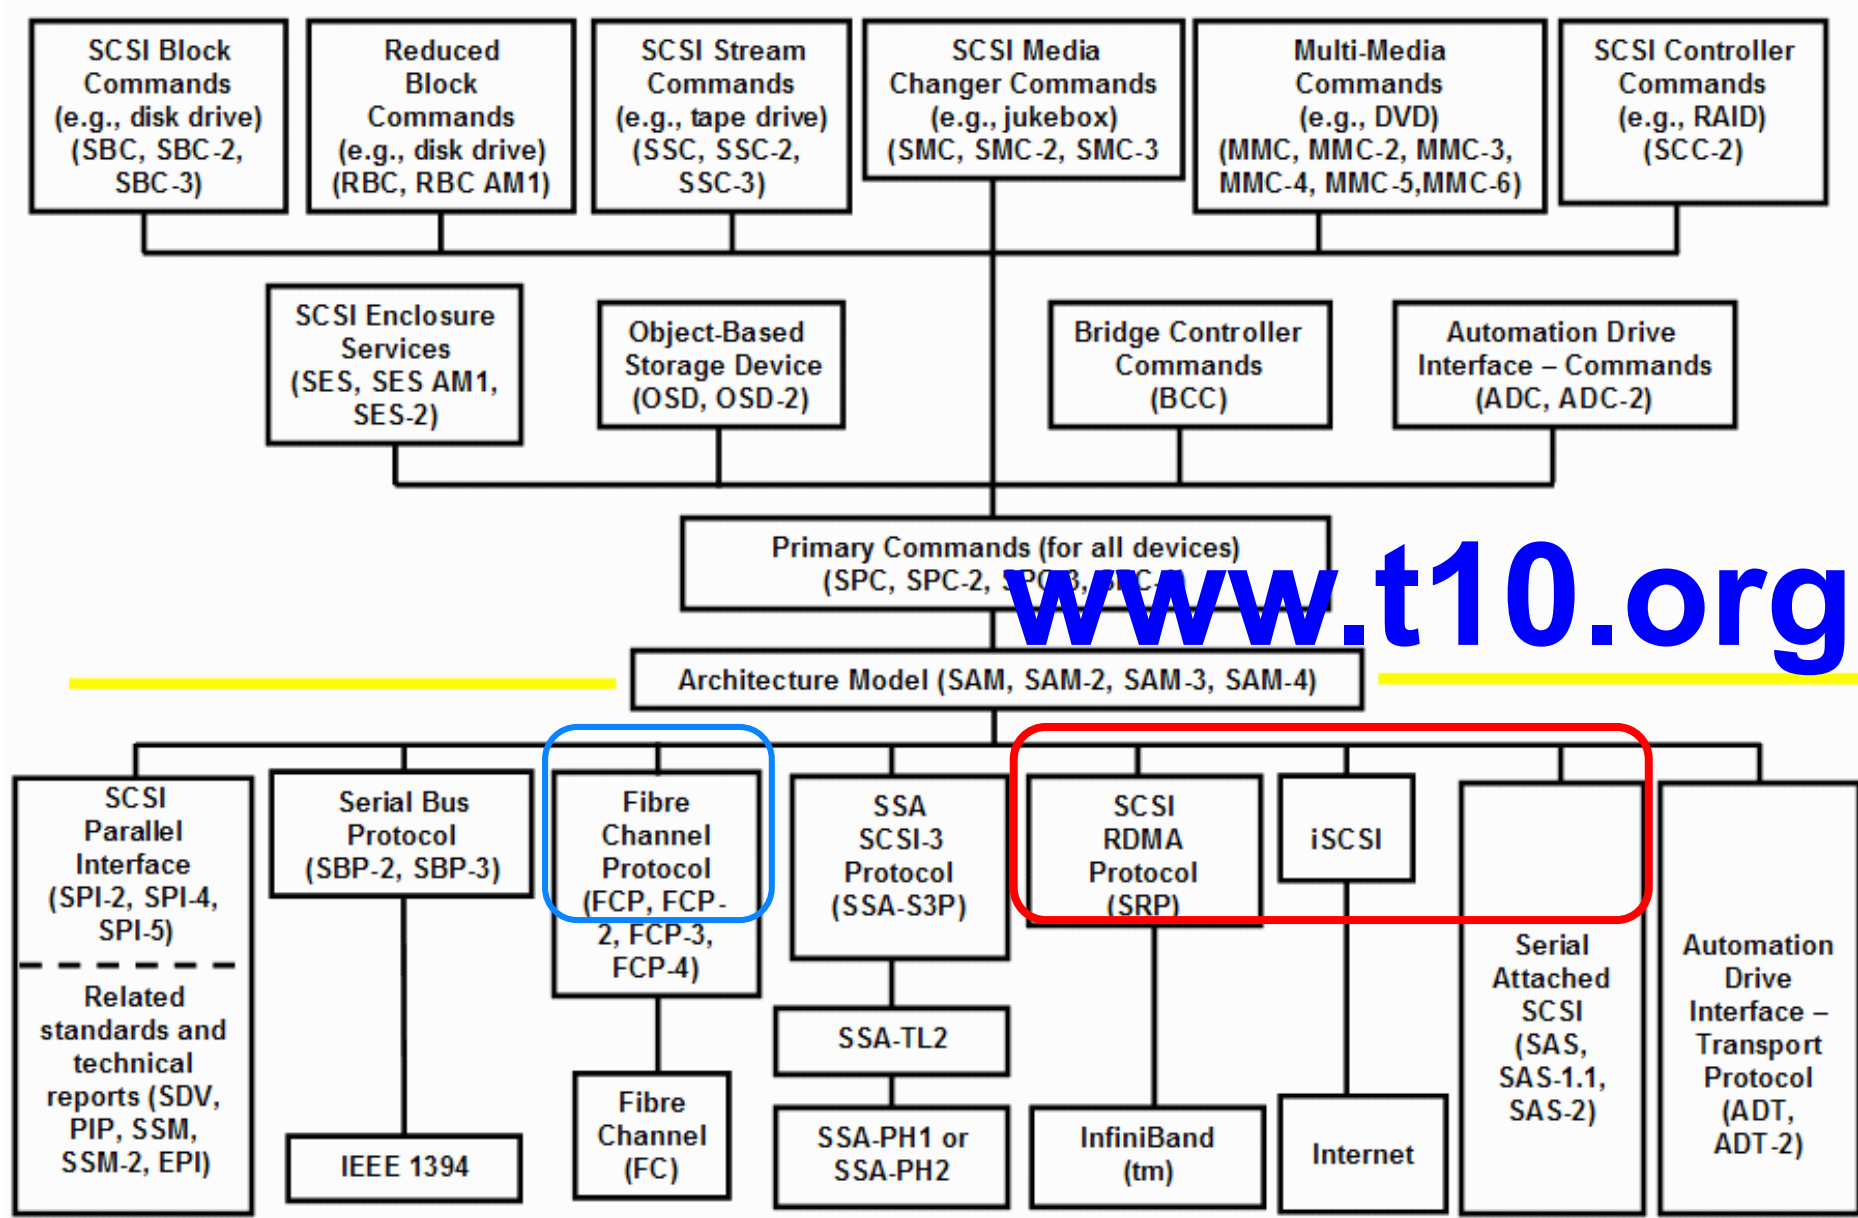 SCSI Block
Commands
(e.g., disk drive)
(SBC, SBC-2,
SBC-3)
Reduced
Block
Commands
(e.g., disk drive)
(RBC, RBC AM1)
SCSI Stream
Commands
(e.g., tape drive)
(SSC, SSC-2,
SSC-3)
SCSI Media
Changer Commands
(e.g., jukebox)
(SMC, SMC-2, SMC-3
Multi-Media
Commands
(e.g., DVD)
(MMC, MMC-2, MMC-3,
MMC-4, MMC-5,MMC-6)
SCSI Controller
Commands
(e.g., RAID)
(SCC-2)
SCSI Enclosure
Services
(SES, SES AM1,
SES-2)
Object-Based
Storage Device
(OSD, OSD-2)
Bridge Controller
Commands
(BCC)
Automation Drive
Interface – Commands
(ADC, ADC-2)
Primary Commands (for all devices)
(SPC, SPC-2,
www.t10.org
Architecture Model (SAM, SAM-2, SAM-3, SAM-4)
SCSI
Parallel
Interface
(SPI-2, SPI-4,
SPI-5)
Related
standards and
technical
reports (SDV,
PIP, SSM,
SSM-2, EPI)
Serial Bus
Protocol
(SBP-2, SBP-3)
IEEE 1394
Fibre
Channel
Protocol
(FCP, FCP-
2, FCP-3,
FCP-4)
Fibre
Channel
(FC)
SSA
SCSI-3
Protocol
(SSA-S3P)
SSA-TL2
SSA-PH1 or
SSA-PH2
SCSI
RDMA
Protocol
(SRP)
InfiniBand
(tm)
iSCSI
Internet
Serial
Attached
SCSI
(SAS,
SAS-1.1,
SAS-2)
Automation
Drive
Interface –
Transport
Protocol
(ADT,
ADT-2)